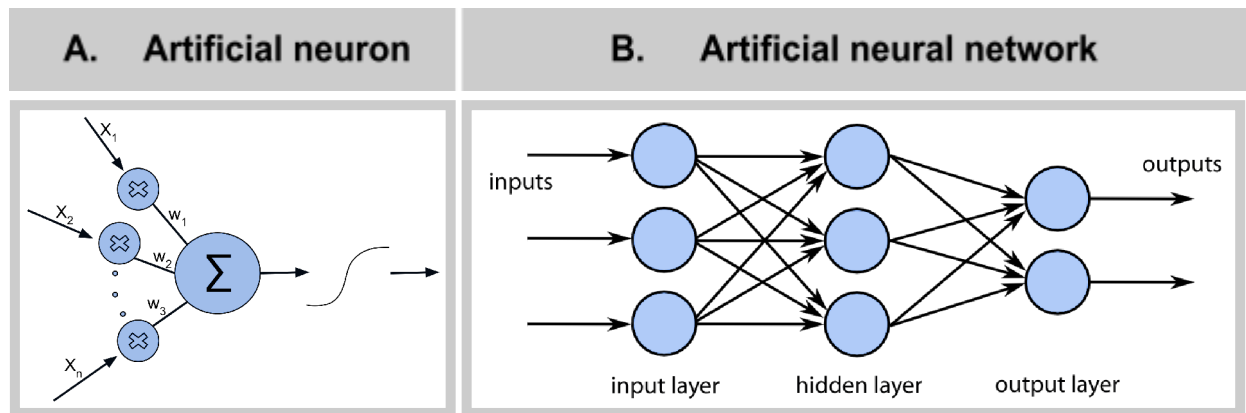 A. Artificial neuron
B. Artificial neural network
X1
X2
Xn
w1
w2
w3
Σ
inputs
outputs
input layer
hidden layer
output layer